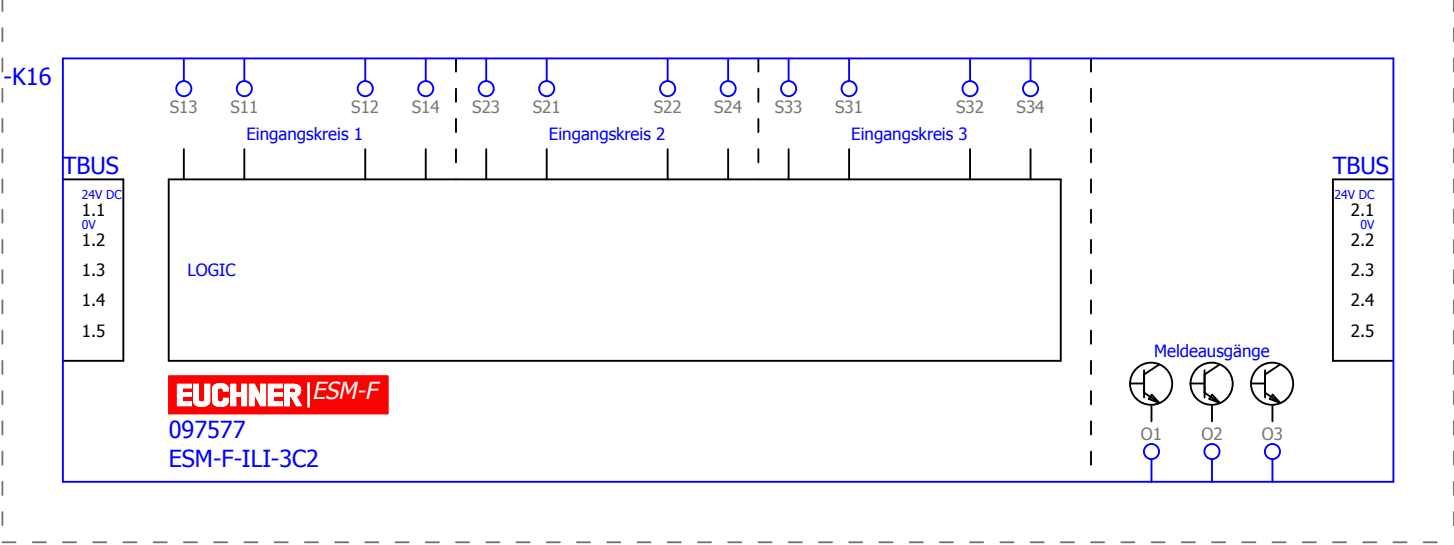 -K16
S13 S11 S12 S14 S23 S21 S22 S24 S33 S31 S32 S34
Eingangskreis 1 Eingangskreis 2 Eingangskreis 3
TBUS TBUS
24V DC 24V DC
1.1 2.1
0V 0V
1.2 2.2
1.3 LOGIC 2.3
1.4 2.4
1.5 2.5
Meldeausgänge
EUCHNER ESM-F
097577
ESM-F-ILI-3C2
O1 O2 O3